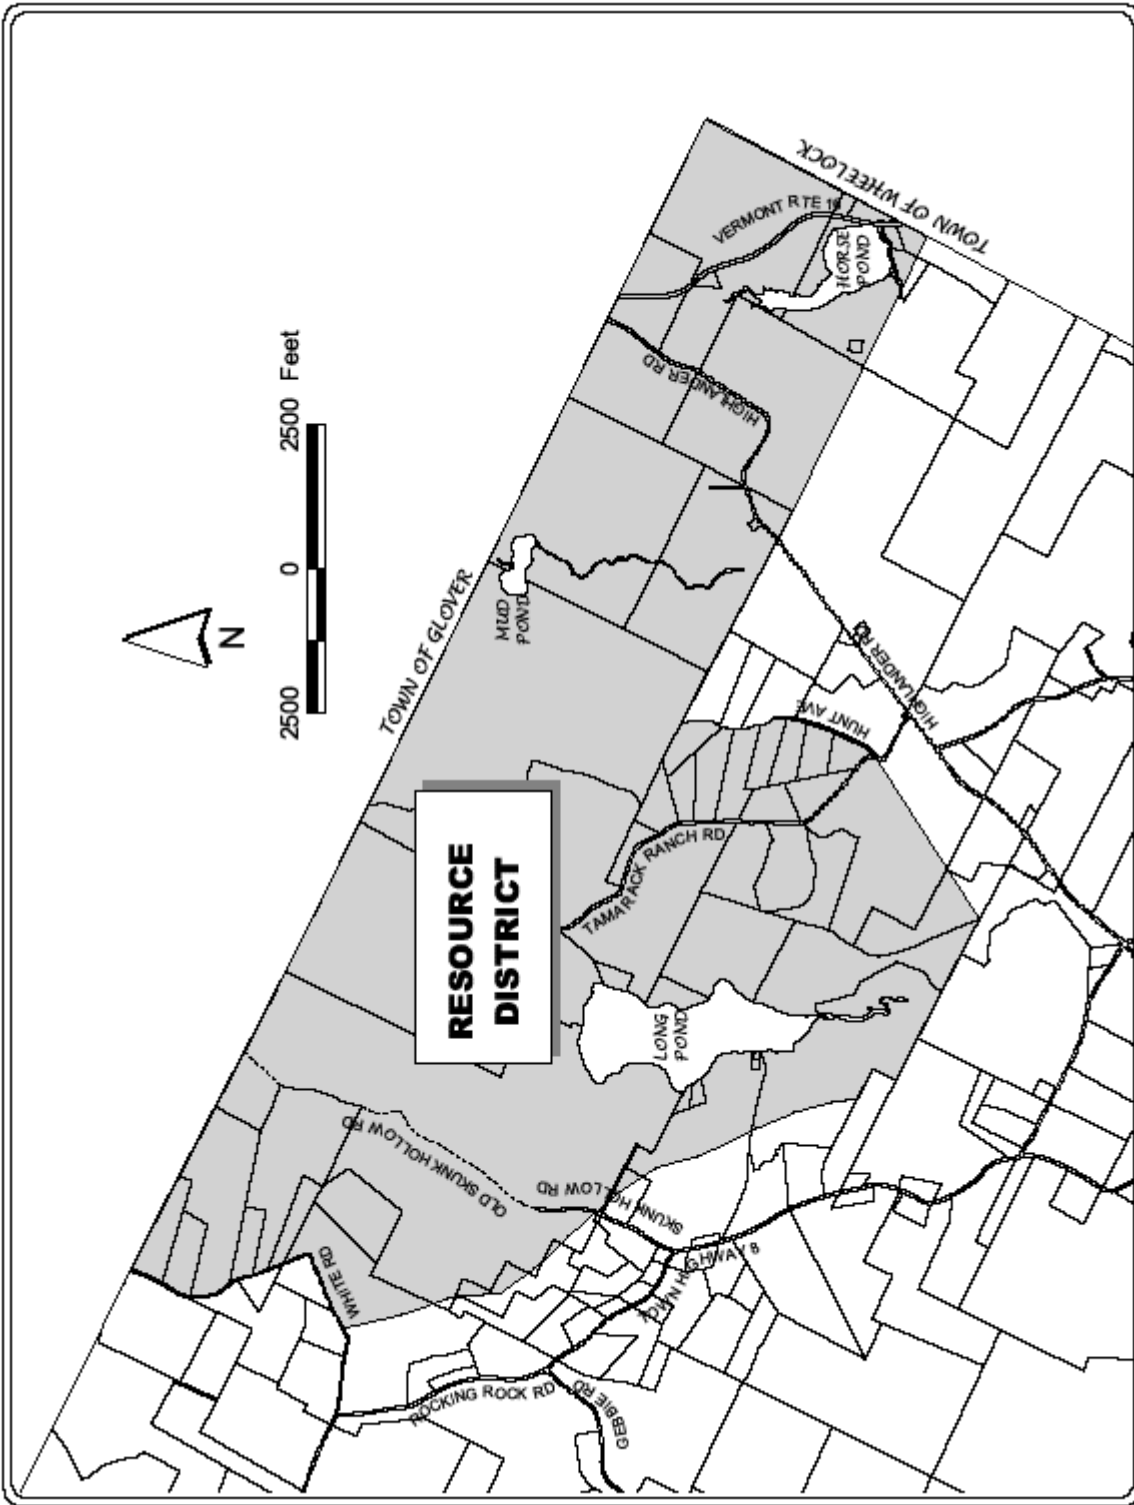 2500 0 2500 Feet
N
TOWN OF GLOVER
TOWN OF WHEELOCK
RESOURCE
DISTRICT
MUD
POND
HORSE
POND
LONG
POND
VERMONT RTE 16
HIGHLANDER RD
HIGHLANDER RD
HUNT AVE
TAMARACK RANCH RD
OLD SKUNK HOLLOW RD
SKUNK HOLLOW RD
WHITE RD
TOWN HIGHWAY 8
ROCKING ROCK RD
GEBBIE RD